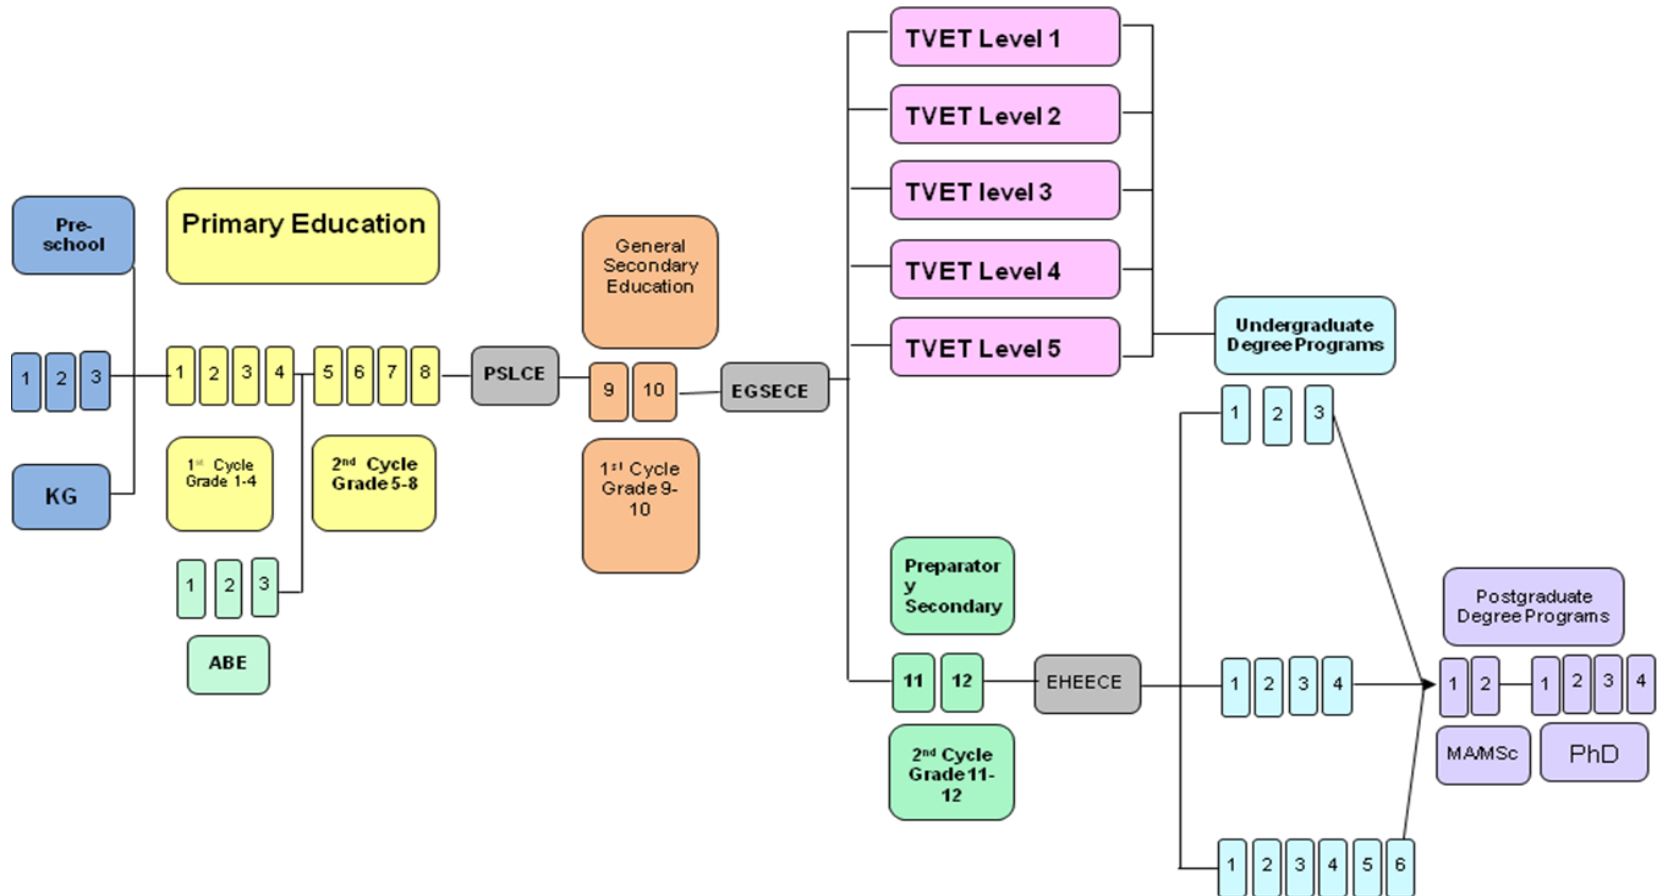 TVET Level 1
TVET Level 2
TVET level 3
TVET Level 4
TVET Level 5
Pre-
school
1 2 3
KG
Primary Education
1 2 3 4 5 6 7 8
1st Cycle
Grade 1-4
2nd Cycle
Grade 5-8
1 2 3
ABE
PSLCE
General
Secondary
Education
9 10
1st Cycle
Grade 9-
10
EGSECE
Preparator
y
Secondary
11 12
2nd Cycle
Grade 11-
12
EHEECE
Undergraduate
Degree Programs
1 2 3
1 2 3 4
1 2 3 4 5 6
Postgraduate
Degree Programs
1 2 1 2 3 4
MA/MSc
PhD